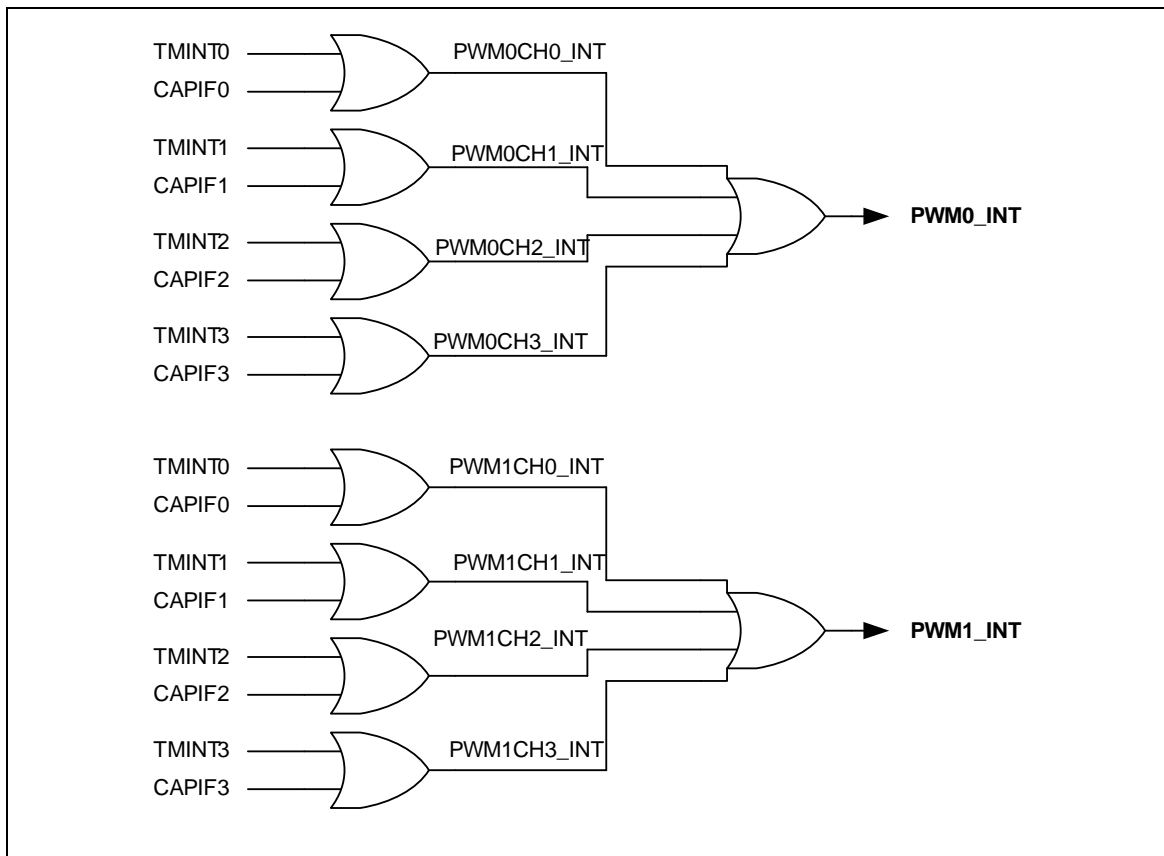 TMINT0
CAPIF0
PWM0CH0_INT
TMINT1
CAPIF1
PWM0CH1_INT
TMINT2
CAPIF2
PWM0CH2_INT
TMINT3
CAPIF3
PWM0CH3_INT
PWM0_INT
TMINT0
CAPIF0
PWM1CH0_INT
TMINT1
CAPIF1
PWM1CH1_INT
TMINT2
CAPIF2
PWM1CH2_INT
TMINT3
CAPIF3
PWM1CH3_INT
PWM1_INT